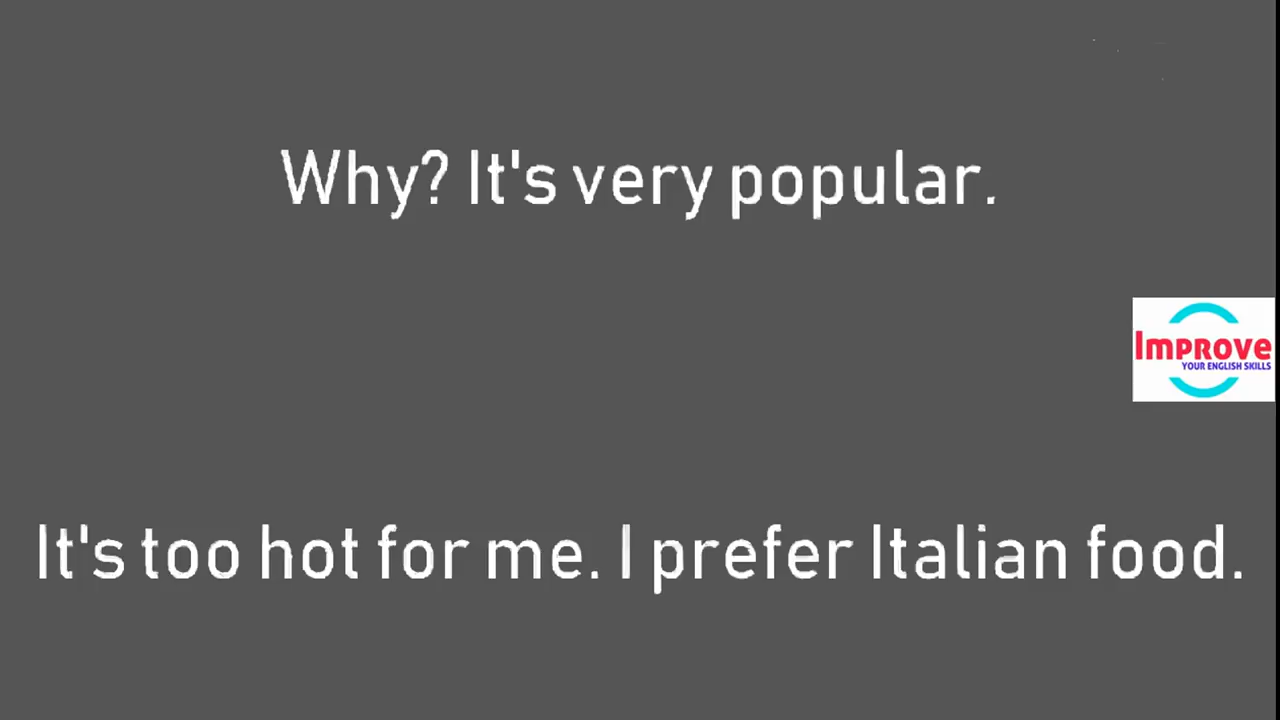 Why? It's very popular.
Improve
YOUR ENGLISH SKILLS
It's too hot for me. I prefer Italian food.